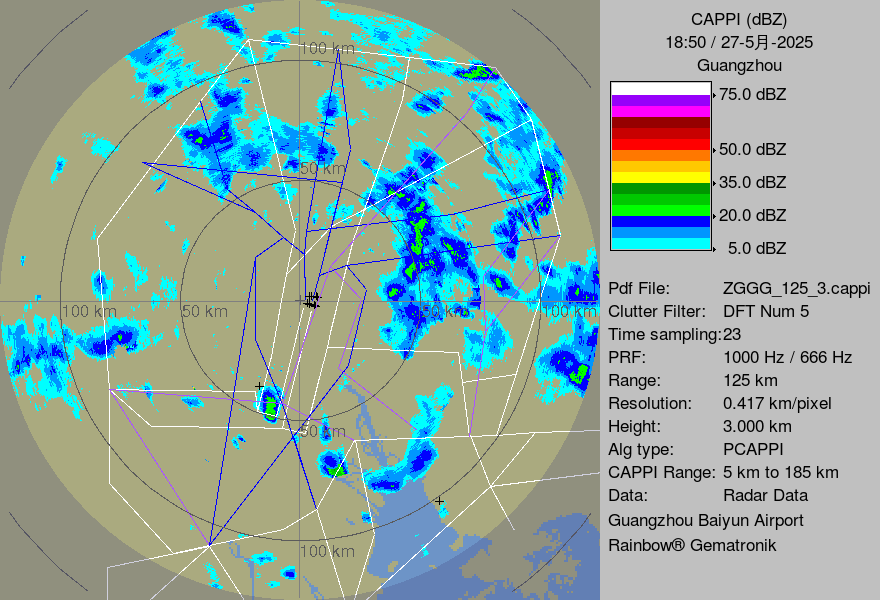 CAPPI (dBZ)
18:50 / 27-5月-2025
Guangzhou
75.0 dBZ
50.0 dBZ
35.0 dBZ
20.0 dBZ
5.0 dBZ
Pdf File: ZGGG_125_3.cappi
Clutter Filter: DFT Num 5
Time sampling:23
PRF: 1000 Hz / 666 Hz
Range: 125 km
Resolution: 0.417 km/pixel
Height: 3.000 km
Alg type: PCAPPI
CAPPI Range: 5 km to 185 km
Data: Radar Data
Guangzhou Baiyun Airport
Rainbow® Gematronik
100 km
50 km
100 km
50 km
50 km
100 km
50 km
100 km